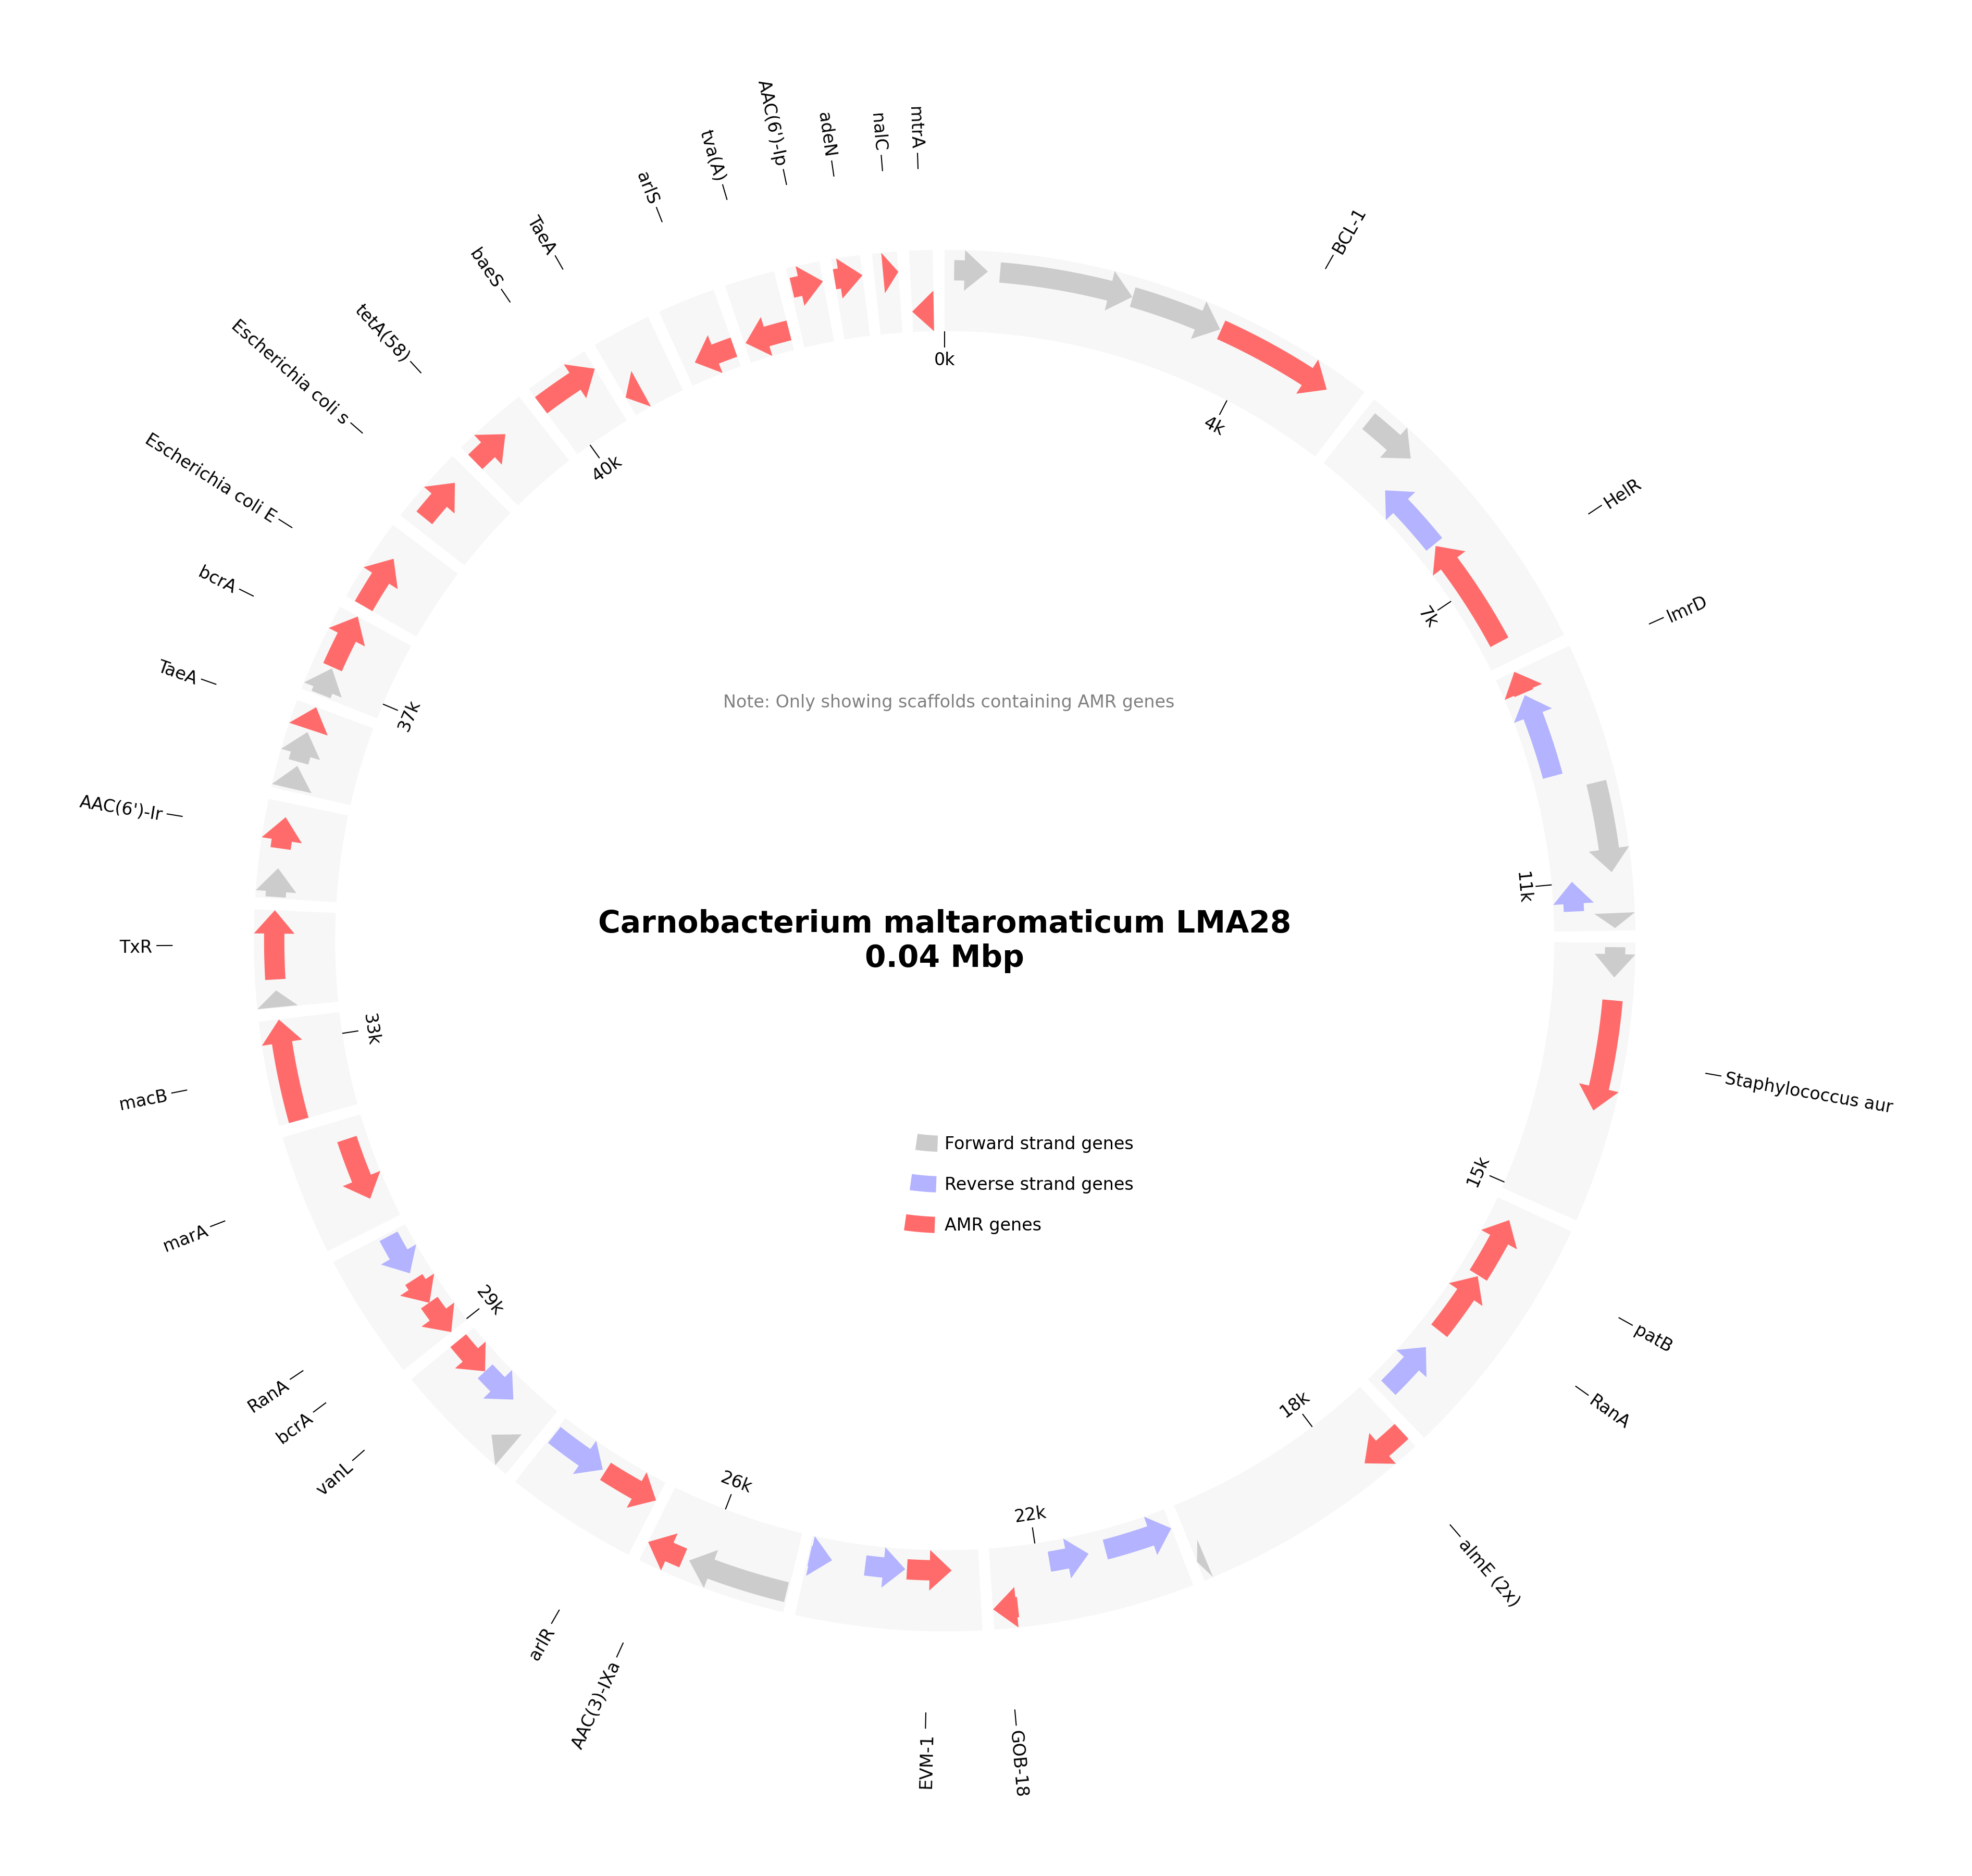 mtrA
nalC
adeN
AAC(6')-Ip
tva(A)
arlS
TaeA
baeS
tetA(58)
Escherichia coli s
Escherichia coli E
bcrA
TaeA
AAC(6')-Ir
TxR
macB
marA
RanA
bcrA
vanL
arlR
AAC(3)-IXa
EVM-1
GOB-18
almE (2x)
RanA
patB
Staphylococcus aur
lmrD
HelR
BCL-1
0k
4k
7k
11k
15k
18k
22k
26k
29k
33k
37k
40k
Note: Only showing scaffolds containing AMR genes
Carnobacterium maltaromaticum LMA28
0.04 Mbp
Forward strand genes
Reverse strand genes
AMR genes